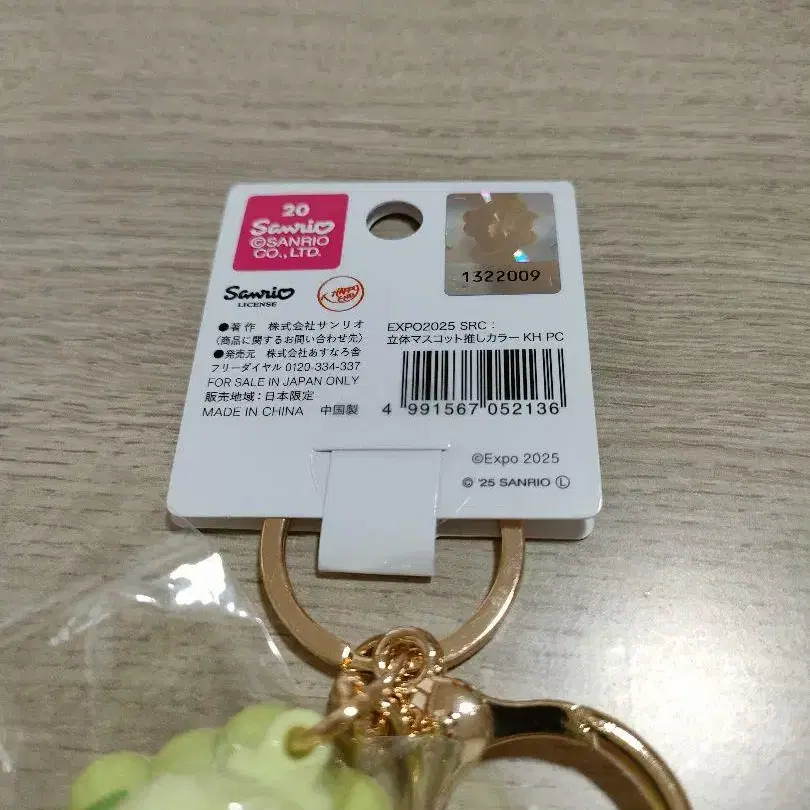 20
Sanrio
©SANRIO
CO., LTD.
1322009
Sanrio
LICENSE
●著作 株式会社サンリオ
(商品に関するお問い合わせ先)
●発売元 株式会社あすなろ舎
フリーダイヤル 0120-334-337
FOR SALE IN JAPAN ONLY
販売地域:日本限定
MADE IN CHINA 中国製
EXPO2025 SRC:
立体マスコット推しカラー KH PC
4 991567 052136
©Expo 2025
© '25 SANRIO Ⓛ